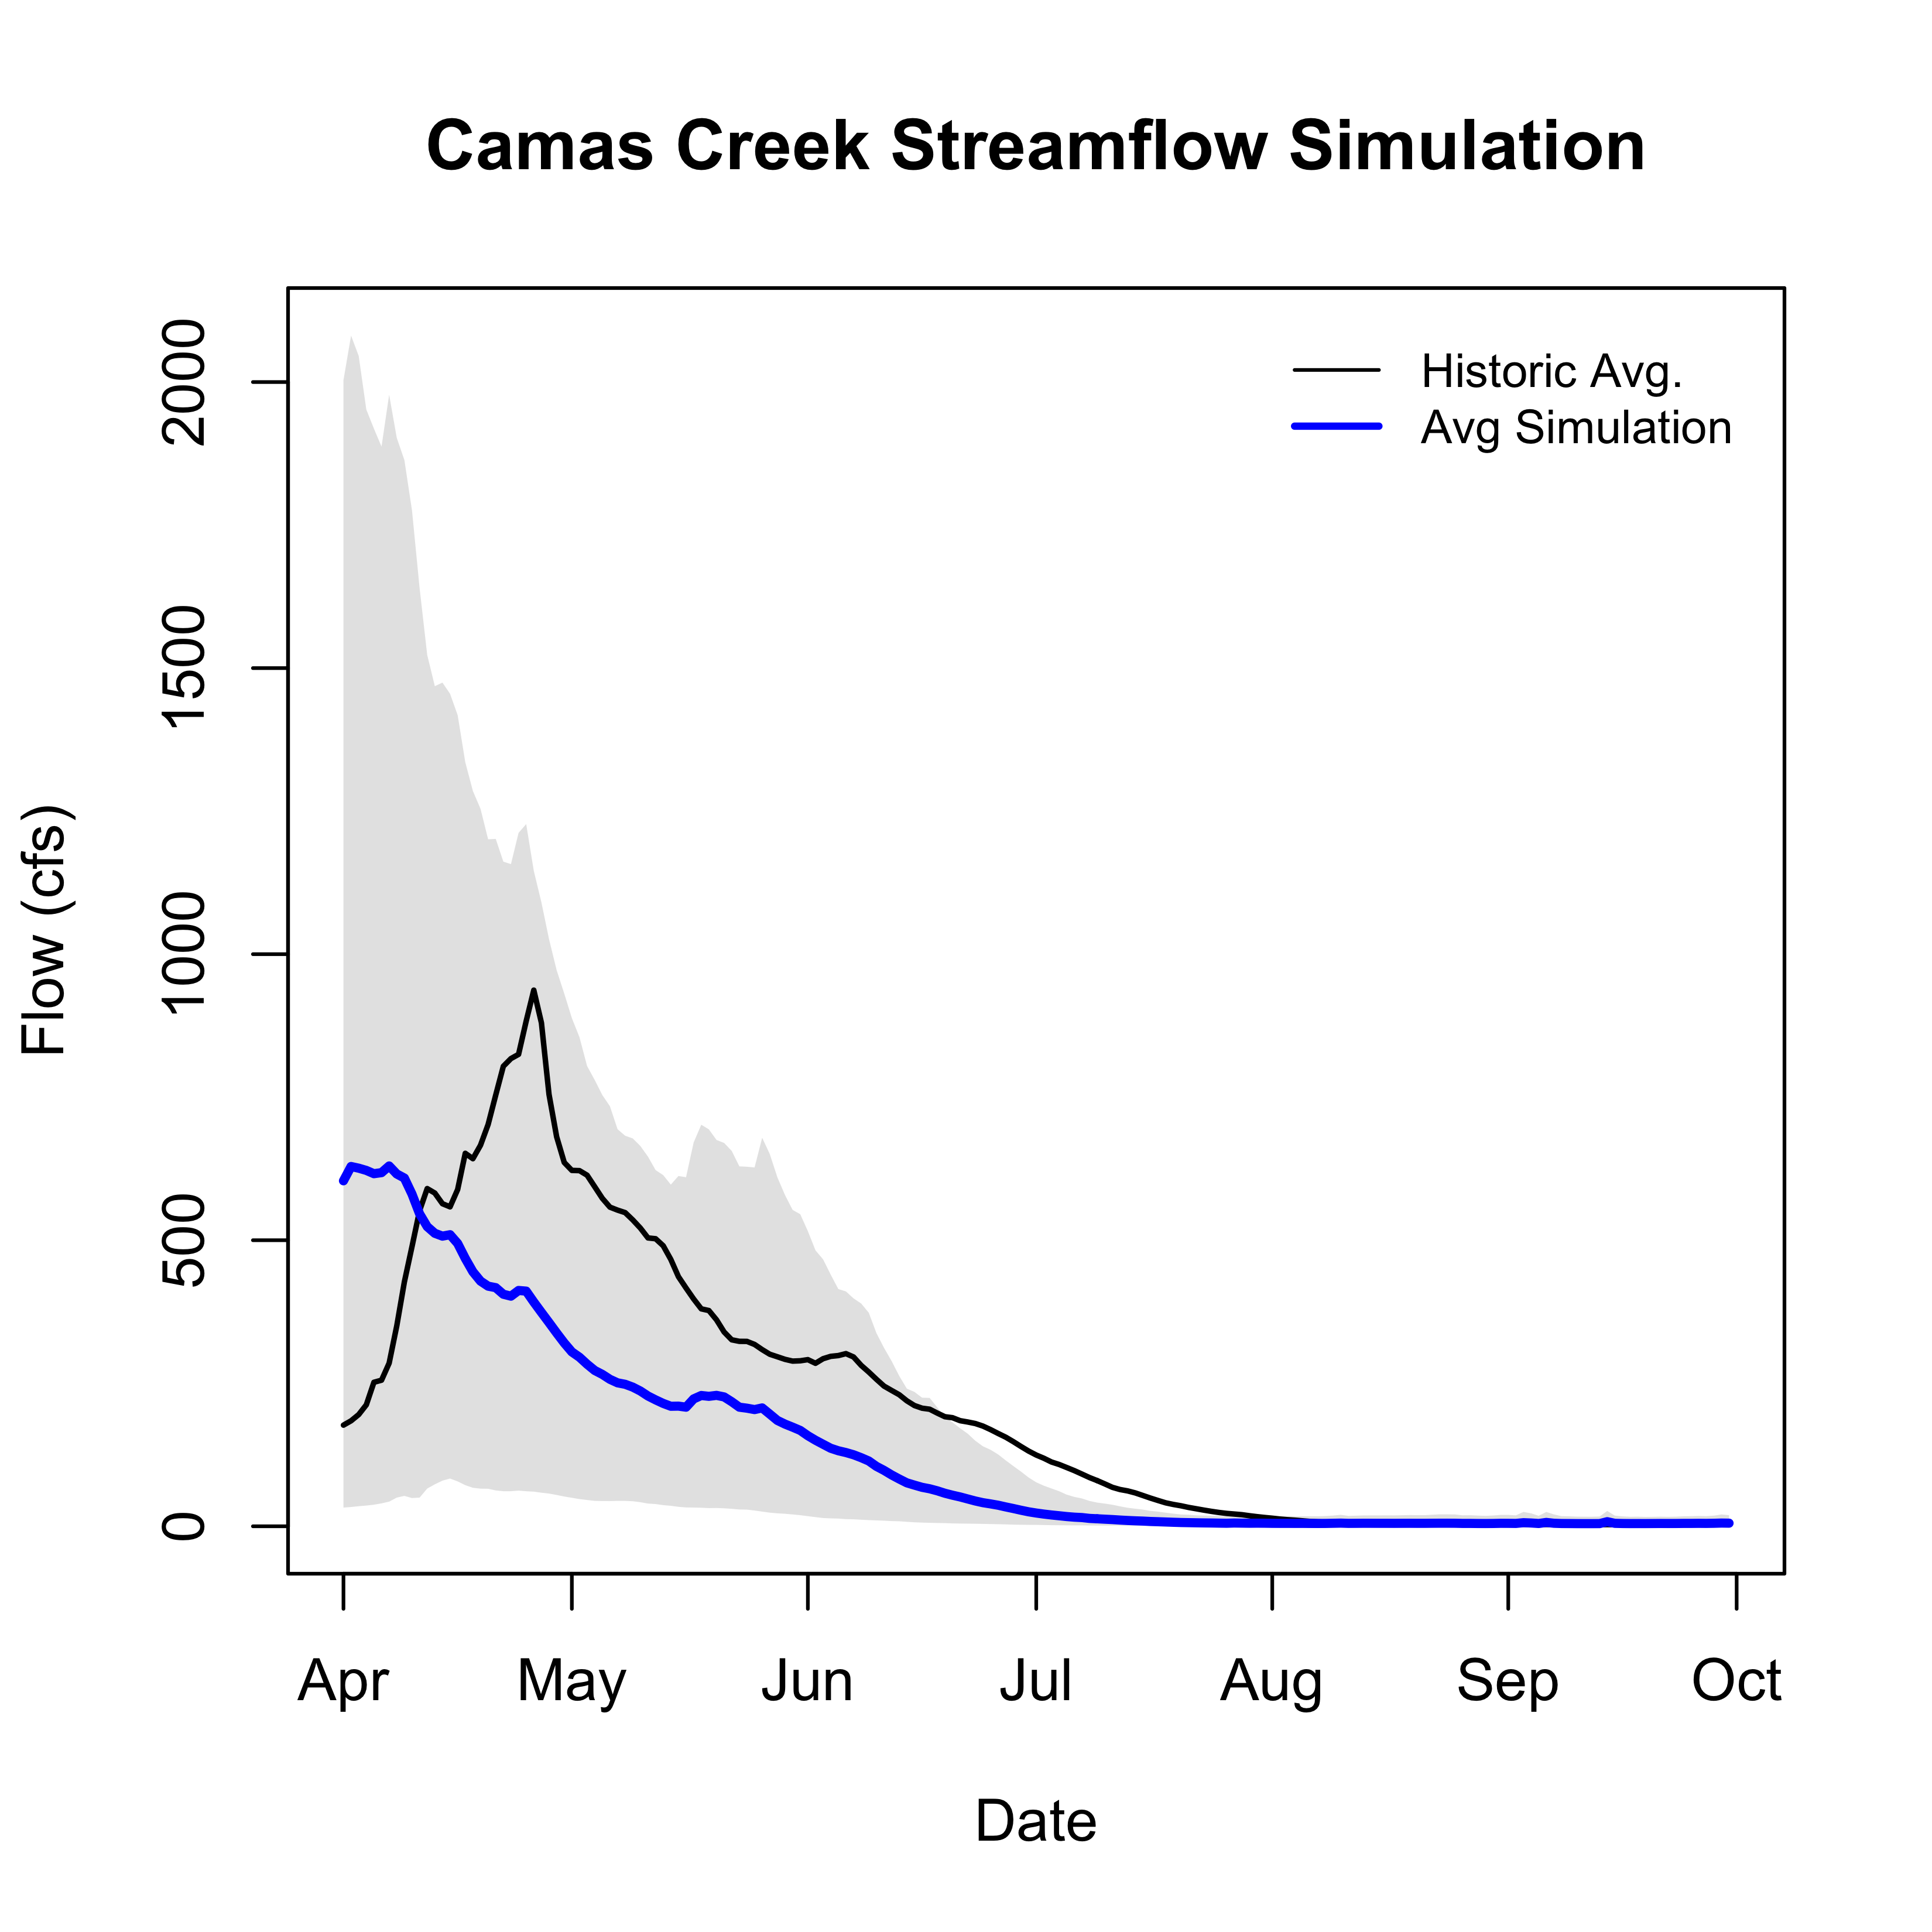 Camas Creek Streamflow Simulation
Historic Avg.
Avg Simulation
2000
1500
1000
500
0
Flow (cfs)
Apr May Jun Jul Aug Sep Oct
Date